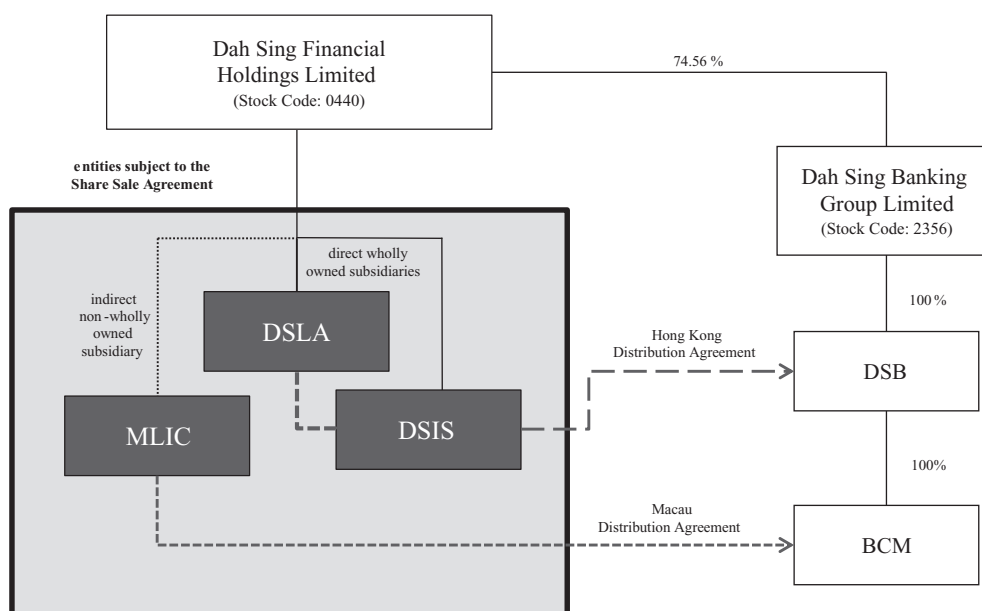 Dah Sing Financial
Holdings Limited
(Stock Code: 0440)
74.56 %
entities subject to the
Share Sale Agreement
Dah Sing Banking
Group Limited
(Stock Code: 2356)
direct wholly
owned subsidiaries
indirect
non-wholly
owned
subsidiary
100 %
DSLA
Hong Kong
Distribution Agreement
DSB
MLIC
DSIS
100%
Macau
Distribution Agreement
BCM